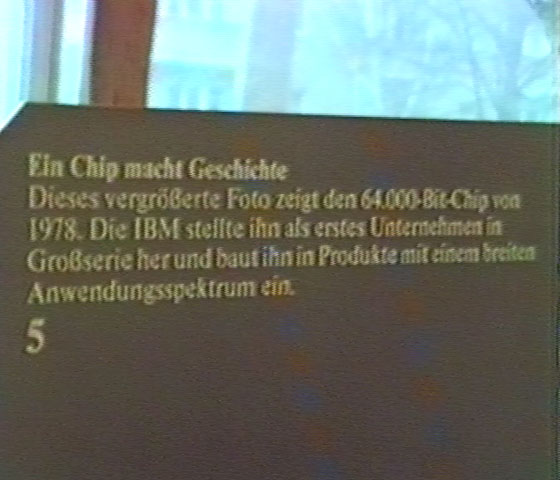 Ein Chip macht Geschichte
Dieses vergrößerte Foto zeigt den 64.000-Bit-Chip von
1978. Die IBM stellte ihn als erstes Unternehmen in
Großserie her und baut ihn in Produkte mit einem breiten
Anwendungsspektrum ein.
5